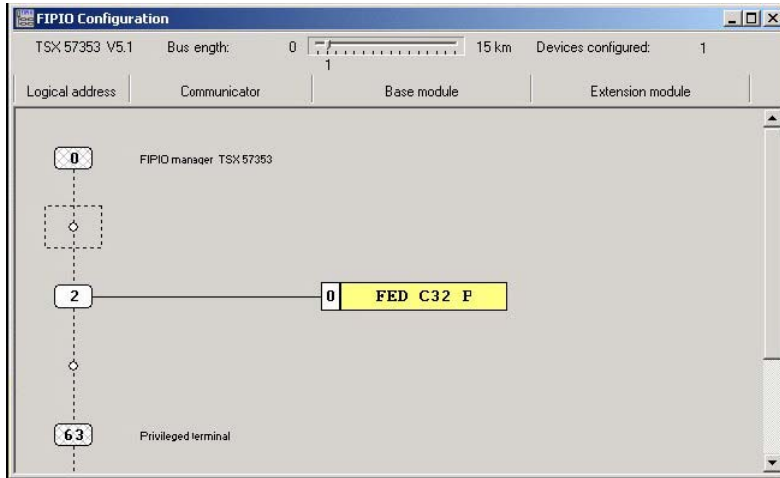 FIPIO Configuration
TSX 57353 V5.1 Bus ength: 0 15 km Devices configured: 1
1
Logical address Communicator Base module Extension module
0 FIPIO manager TSX 57353
2 0 FED C32 P
63 Privileged terminal